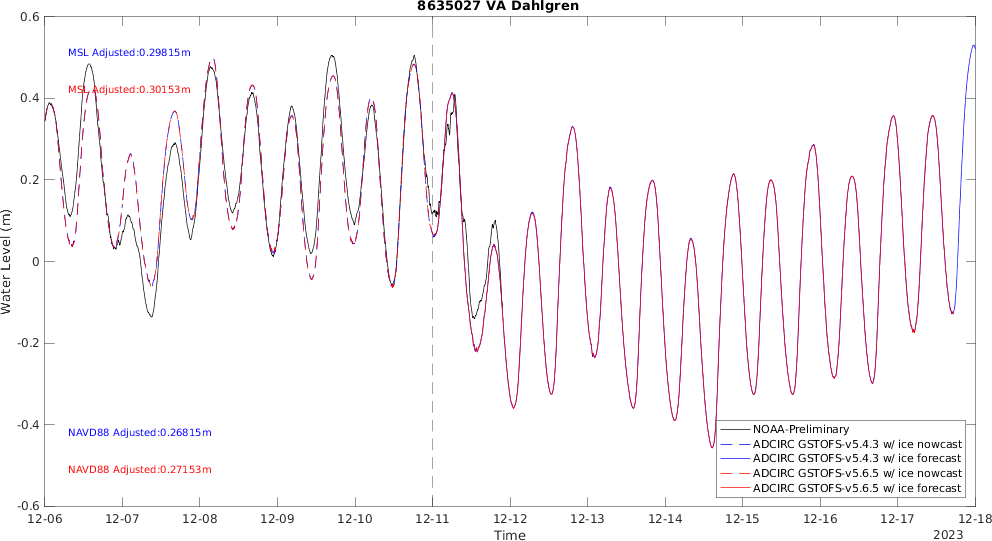 8635027 VA Dahlgren
0.6
0.4
0.2
0
-0.2
-0.4
-0.6
Water Level (m)
MSL Adjusted:0.29815m
MSL Adjusted:0.30153m
NAVD88 Adjusted:0.26815m
NAVD88 Adjusted:0.27153m
NOAA-Preliminary
ADCIRC GSTOFS-v5.4.3 w/ ice nowcast
ADCIRC GSTOFS-v5.4.3 w/ ice forecast
ADCIRC GSTOFS-v5.6.5 w/ ice nowcast
ADCIRC GSTOFS-v5.6.5 w/ ice forecast
12-06 12-07 12-08 12-09 12-10 12-11 12-12 12-13 12-14 12-15 12-16 12-17 12-18
Time
2023